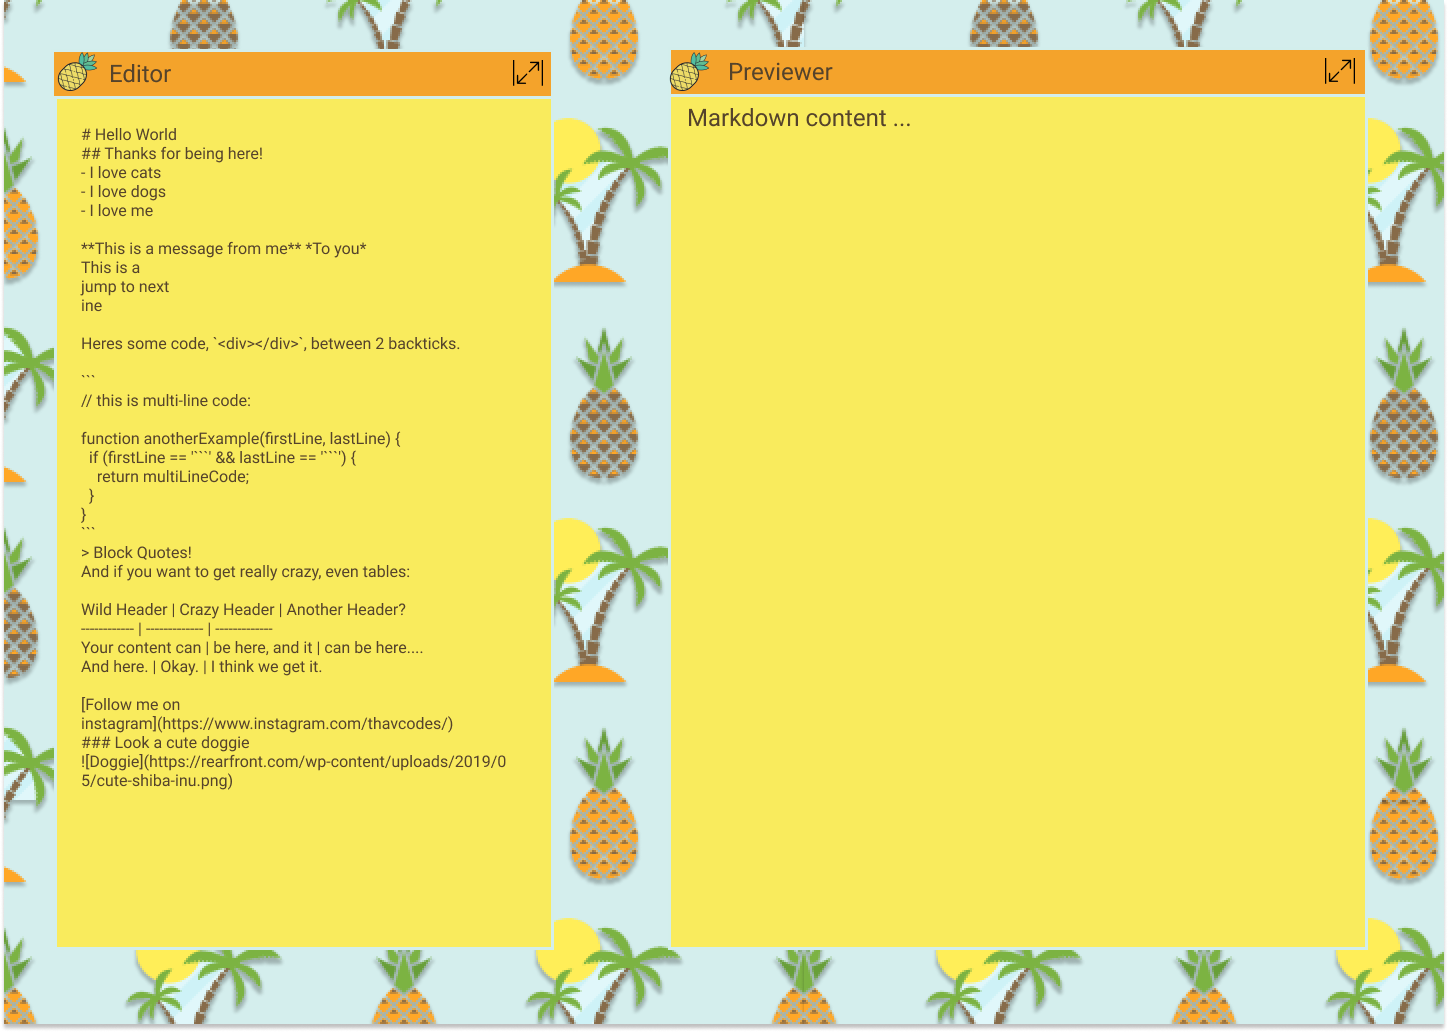 Editor
# Hello World
## Thanks for being here!
- I love cats
- I love dogs
- I love me
**This is a message from me** *To you*
This is a
jump to next
ine
Heres some code, `<div></div>`, between 2 backticks.
```
// this is multi-line code:
function anotherExample(firstLine, lastLine) {
  if (firstLine == '```' && lastLine == '```') {
    return multiLineCode;
  }
}
```
> Block Quotes!
And if you want to get really crazy, even tables:
Wild Header | Crazy Header | Another Header?
------------ | ------------- | -------------
Your content can | be here, and it | can be here....
And here. | Okay. | I think we get it.
[Follow me on
instagram](https://www.instagram.com/thavcodes/)
### Look a cute doggie
![Doggie](https://rearfront.com/wp-content/uploads/2019/0
5/cute-shiba-inu.png)
Previewer
Markdown content ...